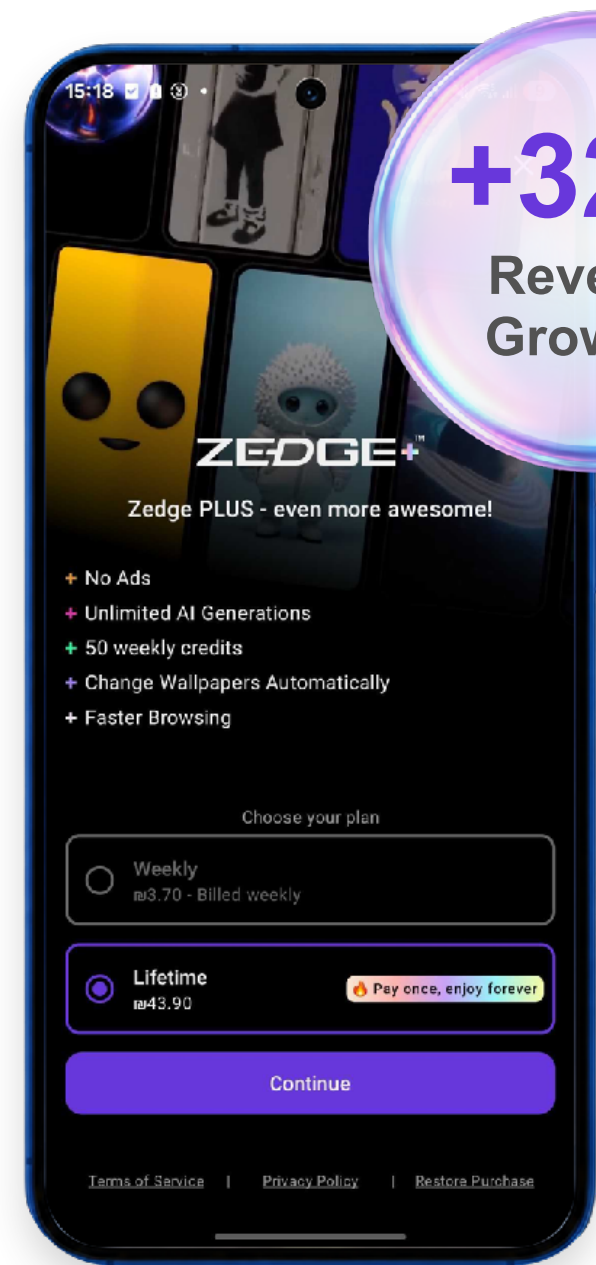 15:18
+32
Reve
Grow
ZEDGE+™
Zedge PLUS - even more awesome!
+ No Ads
+ Unlimited AI Generations
+ 50 weekly credits
+ Change Wallpapers Automatically
+ Faster Browsing
Choose your plan
Weekly
₪3.70 - Billed weekly
Lifetime
₪43.90
🔥 Pay once, enjoy forever
Continue
Terms of Service | Privacy Policy | Restore Purchase